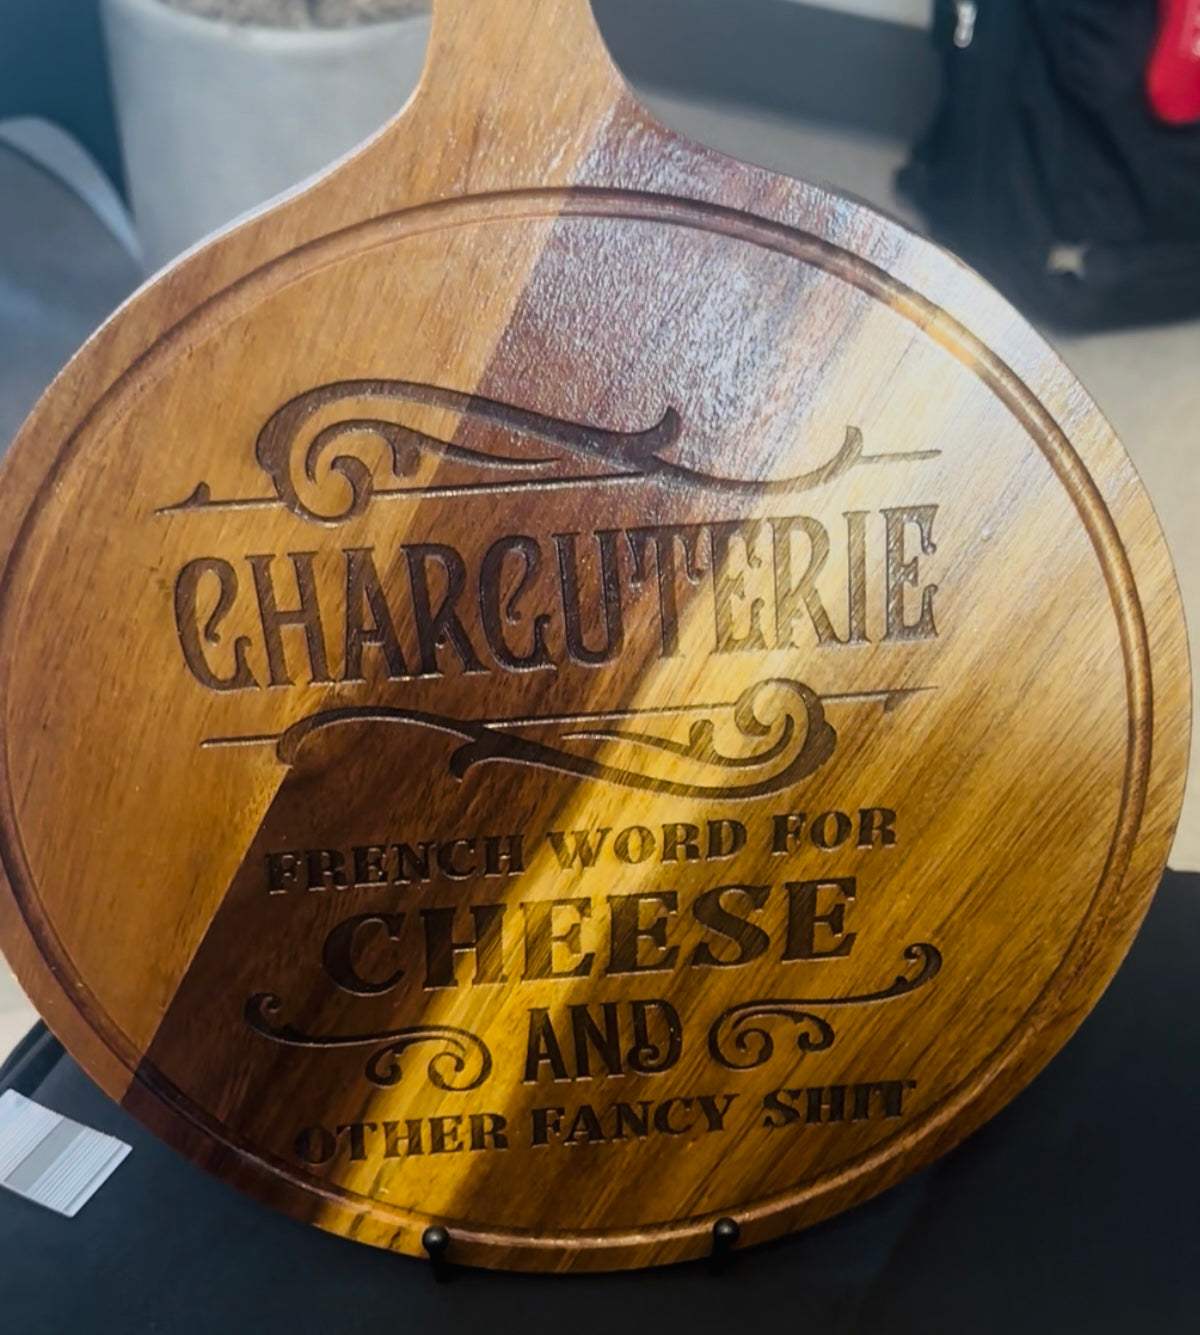 CHARCUTERIE
FRENCH WORD FOR
CHEESE
AND
OTHER FANCY SHIT